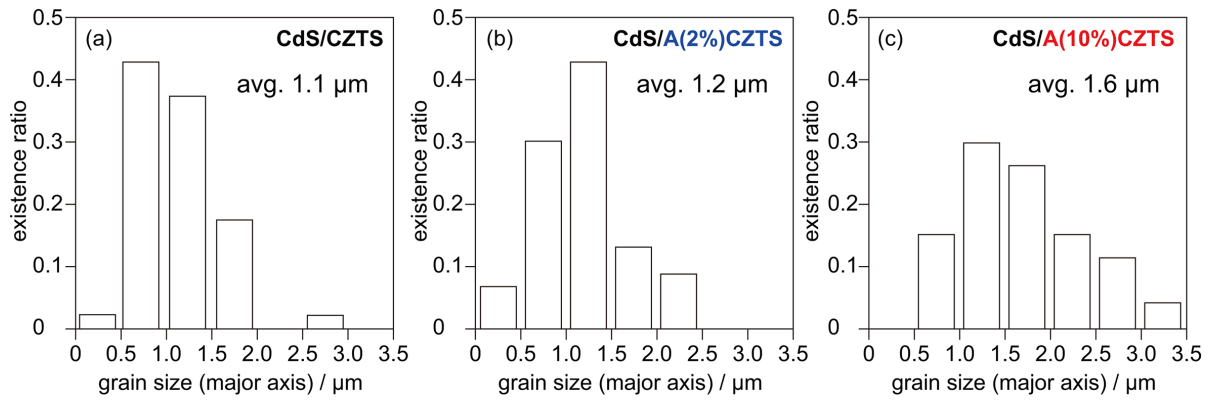 (a) CdS/CZTS
avg. 1.1 μm
0.5
0.4
0.3
0.2
0.1
0
existence ratio
0 0.5 1.0 1.5 2.0 2.5 3.0 3.5
grain size (major axis) / μm
(b) CdS/A(2%)CZTS
avg. 1.2 μm
0.5
0.4
0.3
0.2
0.1
0
existence ratio
0 0.5 1.0 1.5 2.0 2.5 3.0 3.5
grain size (major axis) / μm
(c) CdS/A(10%)CZTS
avg. 1.6 μm
0.5
0.4
0.3
0.2
0.1
0
existence ratio
0 0.5 1.0 1.5 2.0 2.5 3.0 3.5
grain size (major axis) / μm